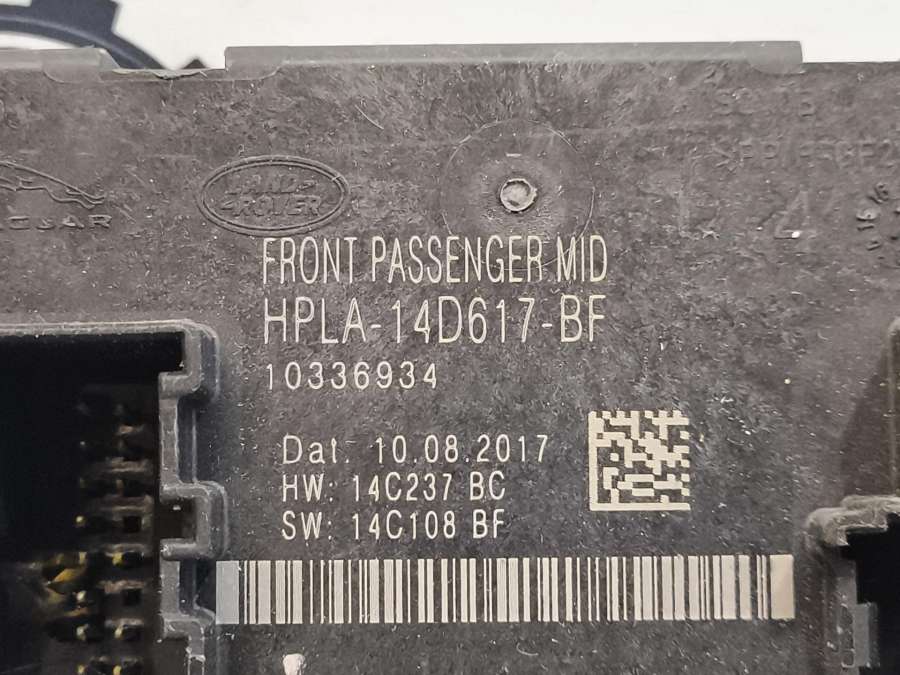 JAGUAR
LAND-
ROVER
FRONT PASSENGER MID
HPLA-14D617-BF
10336934
Dat. 10.08.2017
HW: 14C237 BC
SW: 14C108 BF